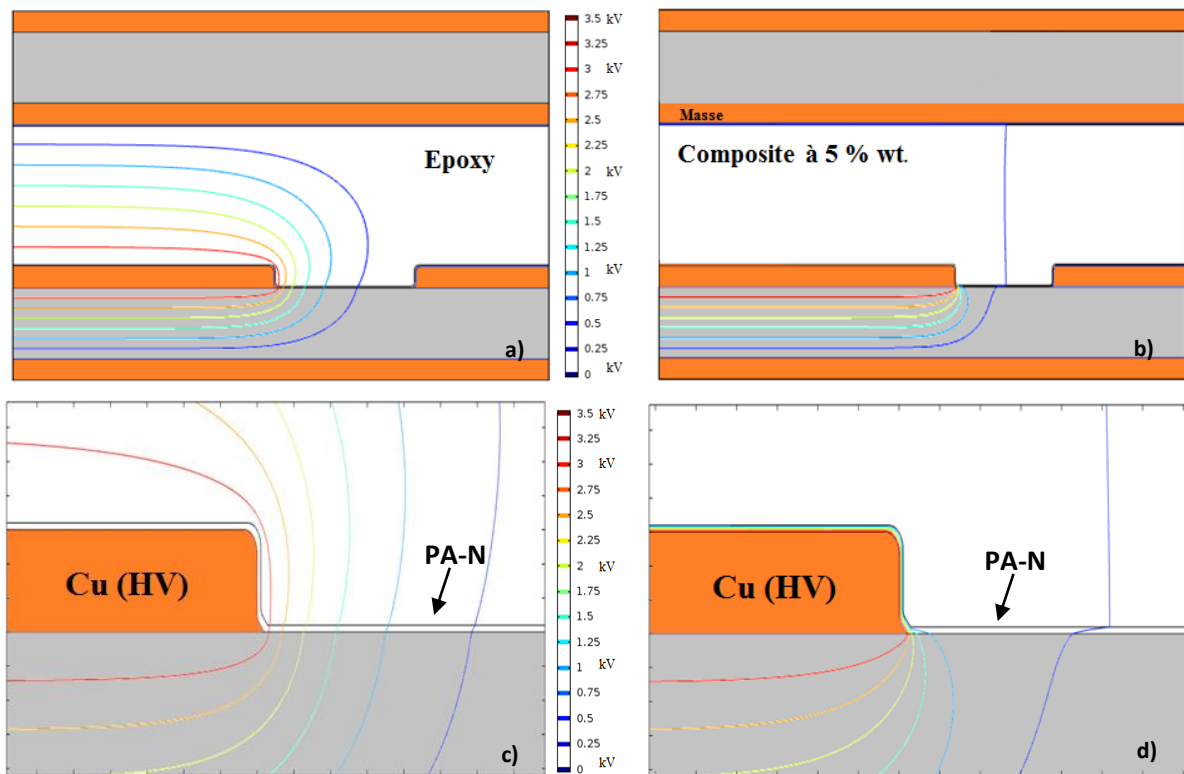 3.5 kV
3.25
3 kV
2.75
2.5
2.25
2 kV
1.75
1.5
1.25
1 kV
0.75
0.5
0.25
0 kV
Epoxy
a)
Masse
Composite à 5 % wt.
b)
3.5 kV
3.25
3 kV
2.75
2.5
2.25
2 kV
1.75
1.5
1.25
1 kV
0.75
0.5
0.25
0 kV
PA-N
Cu (HV)
c)
PA-N
Cu (HV)
d)